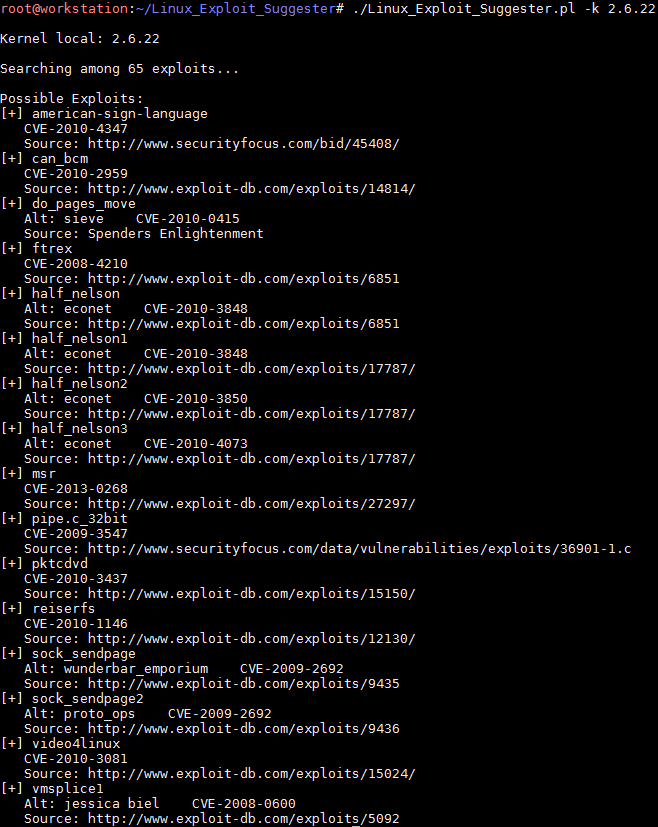 root@workstation:~/Linux_Exploit_Suggester# ./Linux_Exploit_Suggester.pl -k 2.6.22
Kernel local: 2.6.22
Searching among 65 exploits...
Possible Exploits:
[+] american-sign-language
CVE-2010-4347
Source: http://www.securityfocus.com/bid/45408/
[+] can_bcm
CVE-2010-2959
Source: http://www.exploit-db.com/exploits/14814/
[+] do_pages_move
Alt: sieve    CVE-2010-0415
Source: Spenders Enlightenment
[+] ftrex
CVE-2008-4210
Source: http://www.exploit-db.com/exploits/6851
[+] half_nelson
Alt: econet    CVE-2010-3848
Source: http://www.exploit-db.com/exploits/6851
[+] half_nelson1
Alt: econet    CVE-2010-3848
Source: http://www.exploit-db.com/exploits/17787/
[+] half_nelson2
Alt: econet    CVE-2010-3850
Source: http://www.exploit-db.com/exploits/17787/
[+] half_nelson3
Alt: econet    CVE-2010-4073
Source: http://www.exploit-db.com/exploits/17787/
[+] msr
CVE-2013-0268
Source: http://www.exploit-db.com/exploits/27297/
[+] pipe.c_32bit
CVE-2009-3547
Source: http://www.securityfocus.com/data/vulnerabilities/exploits/36901-1.c
[+] pktcdvd
CVE-2010-3437
Source: http://www.exploit-db.com/exploits/15150/
[+] reiserfs
CVE-2010-1146
Source: http://www.exploit-db.com/exploits/12130/
[+] sock_sendpage
Alt: wunderbar_emporium    CVE-2009-2692
Source: http://www.exploit-db.com/exploits/9435
[+] sock_sendpage2
Alt: proto_ops    CVE-2009-2692
Source: http://www.exploit-db.com/exploits/9436
[+] video4linux
CVE-2010-3081
Source: http://www.exploit-db.com/exploits/15024/
[+] vmsplice1
Alt: jessica biel    CVE-2008-0600
Source: http://www.exploit-db.com/exploits/5092